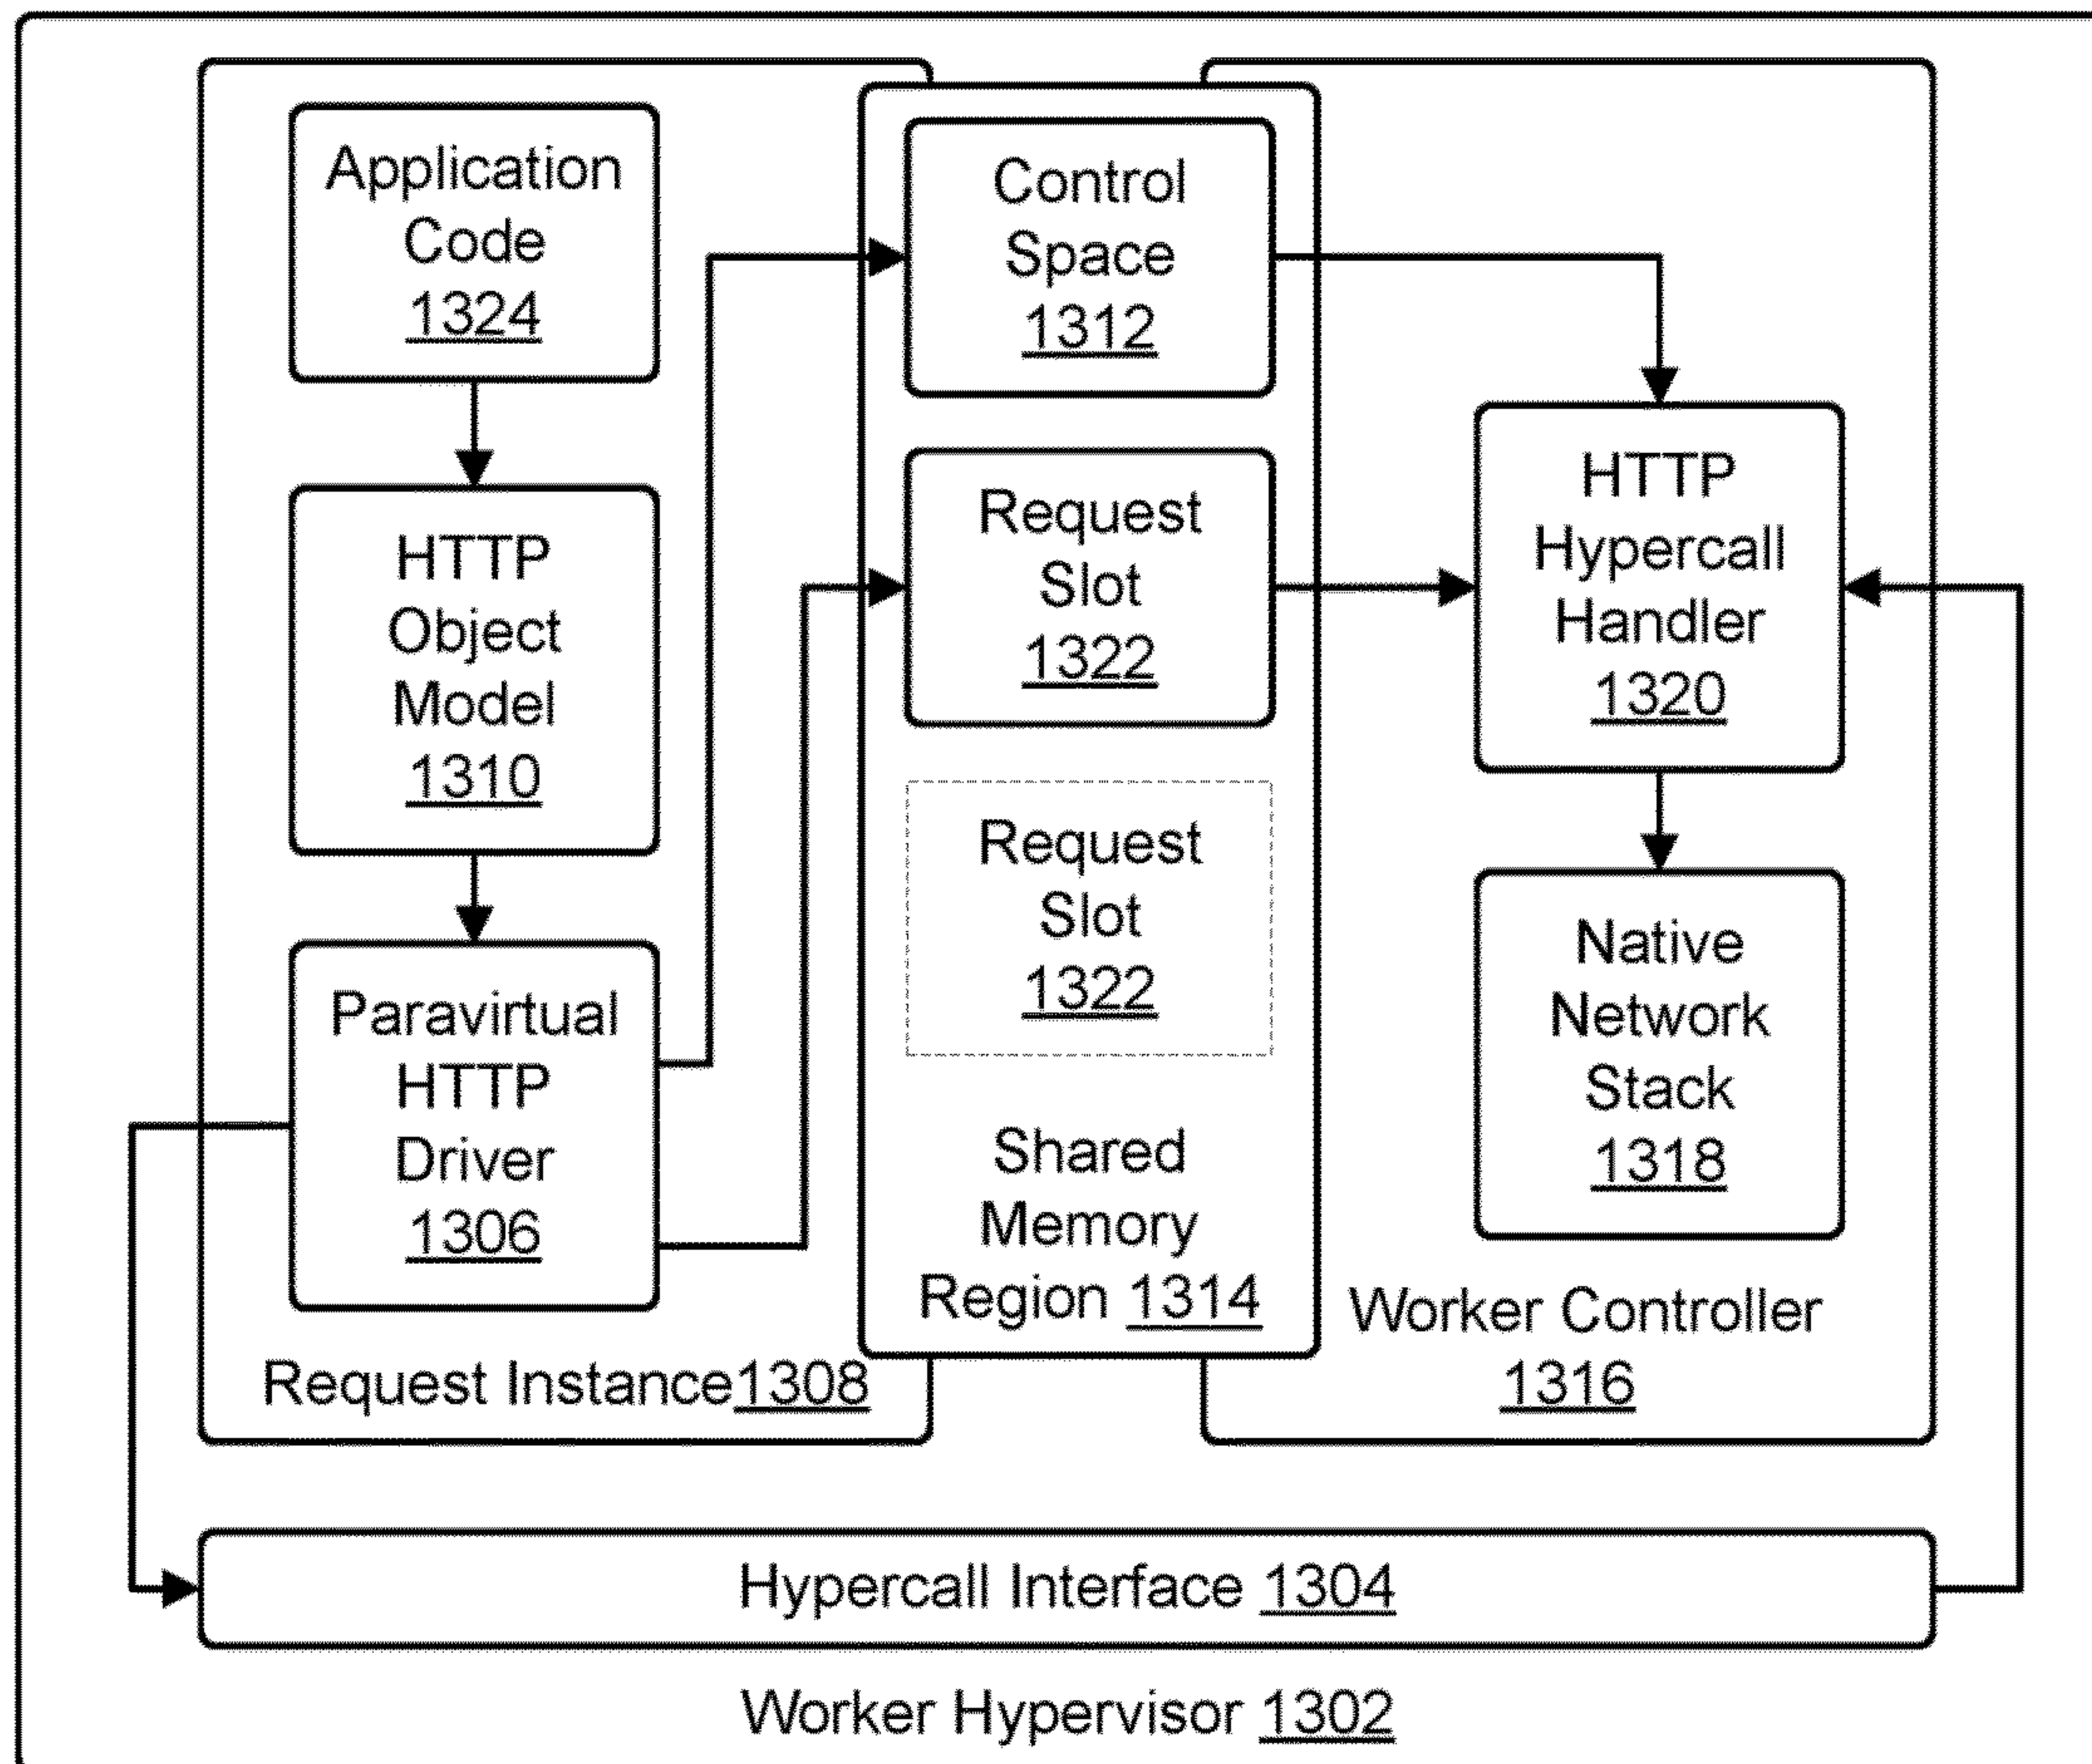 Application
Code
1324
HTTP
Object
Model
1310
Paravirtual
HTTP
Driver
1306
Request Instance1308
Control
Space
1312
Request
Slot
1322
Request
Slot
1322
Shared
Memory
Region 1314
HTTP
Hypercall
Handler
1320
Native
Network
Stack
1318
Worker Controller
1316
Hypercall Interface 1304
Worker Hypervisor 1302